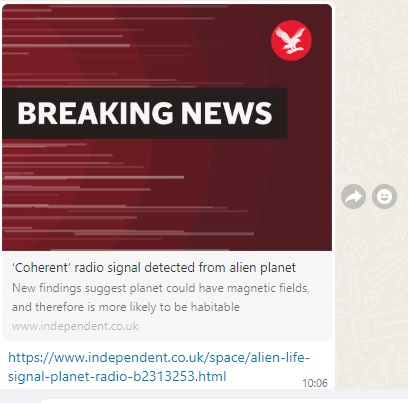 BREAKING NEWS
‘Coherent’ radio signal detected from alien planet
New findings suggest planet could have magnetic fields,
and therefore is more likely to be habitable
www.independent.co.uk
https://www.independent.co.uk/space/alien-life-
signal-planet-radio-b2313253.html
10:06